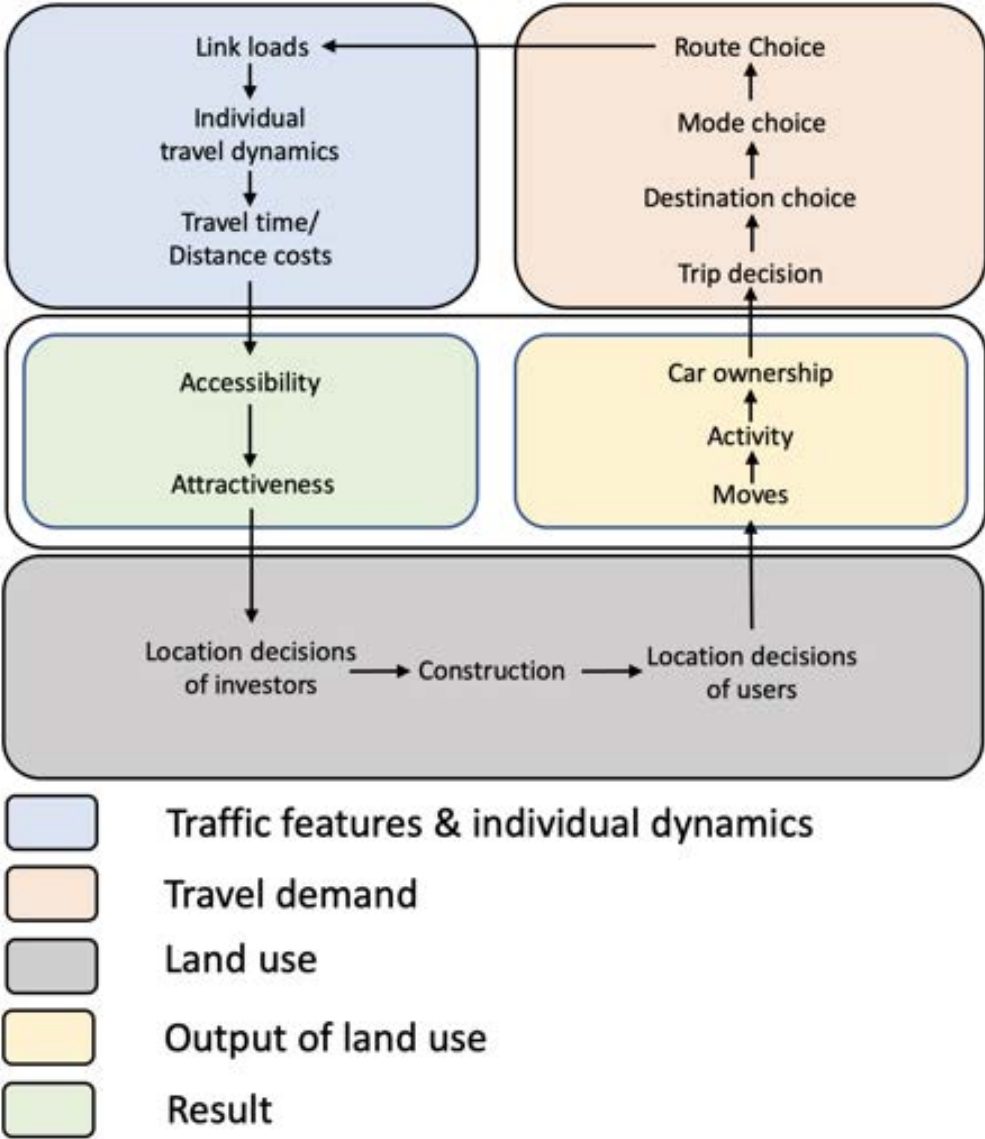 Link loads
Individual
travel dynamics
Travel time/
Distance costs
Route Choice
Mode choice
Destination choice
Trip decision
Accessibility
Attractiveness
Car ownership
Activity
Moves
Location decisions
of investors
Construction
Location decisions
of users
Traffic features & individual dynamics
Travel demand
Land use
Output of land use
Result